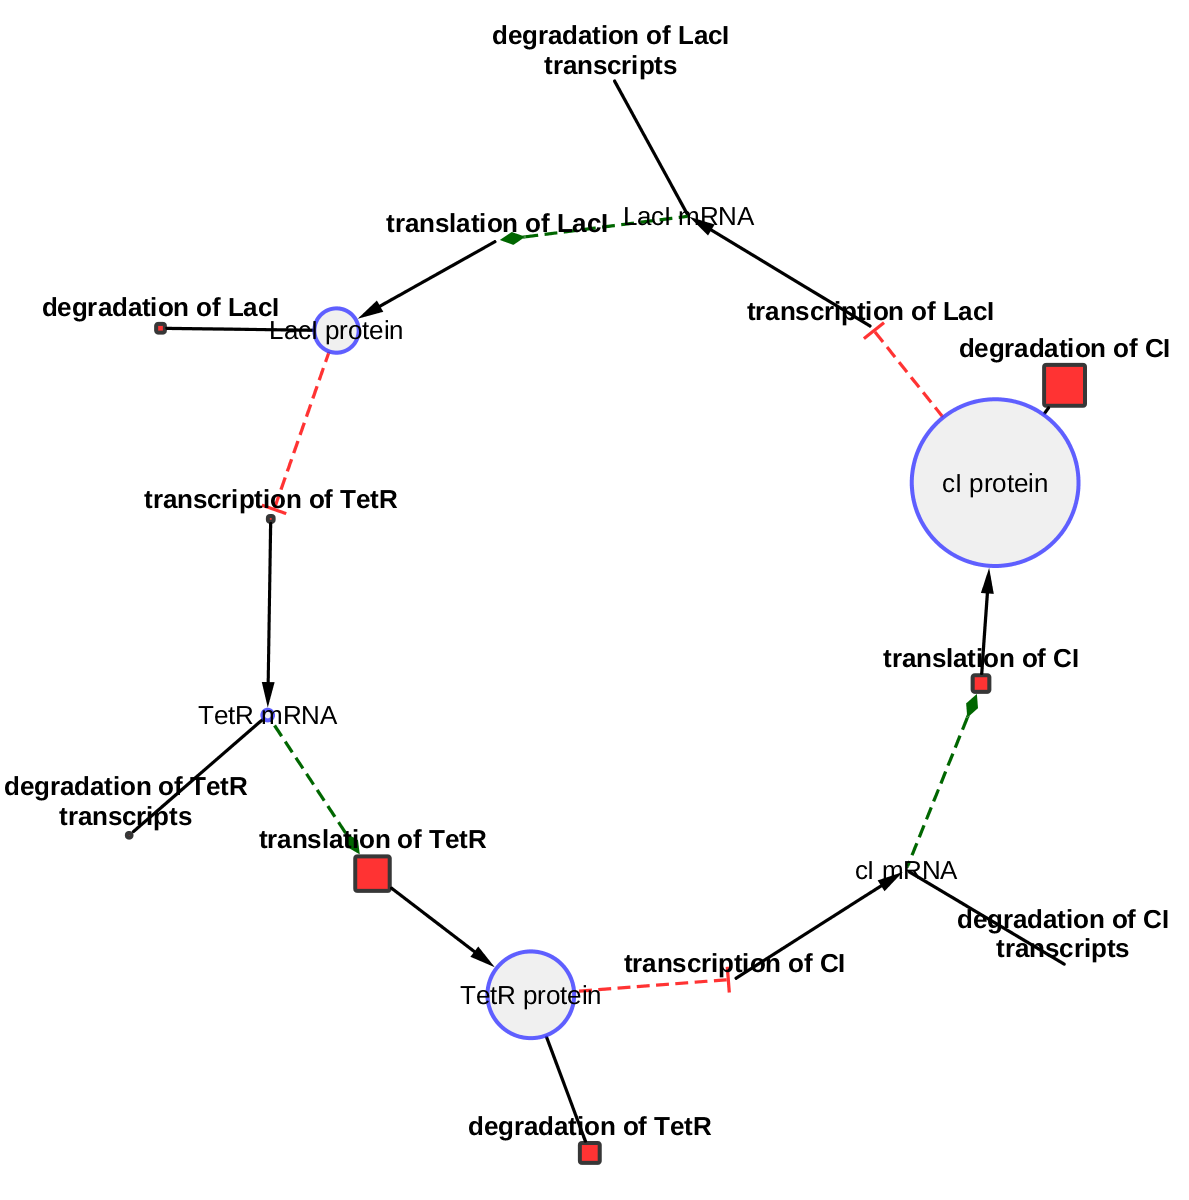 degradation of LacI
transcripts
LacI mRNA
translation of LacI
degradation of LacI
transcription of LacI
LacI protein
degradation of CI
cI protein
transcription of TetR
translation of CI
TetR mRNA
degradation of TetR
transcripts
translation of TetR
cI mRNA
degradation of CI
transcripts
transcription of CI
TetR protein
degradation of TetR